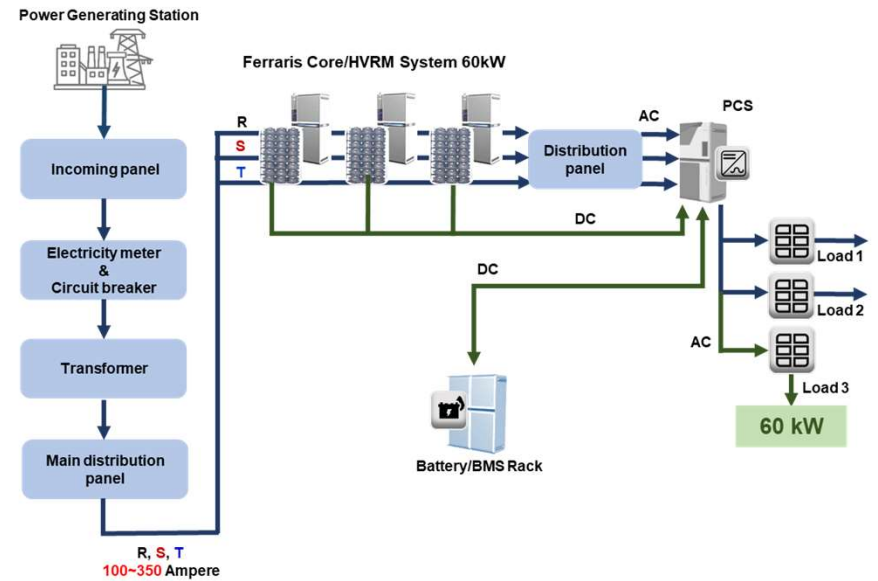 Power Generating Station
Ferraris Core/HVRM System 60kW
R
S
T
AC
PCS
Incoming panel
Distribution
panel
DC
Electricity meter
&
Circuit breaker
DC
Load 1
Load 2
AC
Transformer
Load 3
60 kW
Main distribution
panel
Battery/BMS Rack
R, S, T
100~350 Ampere